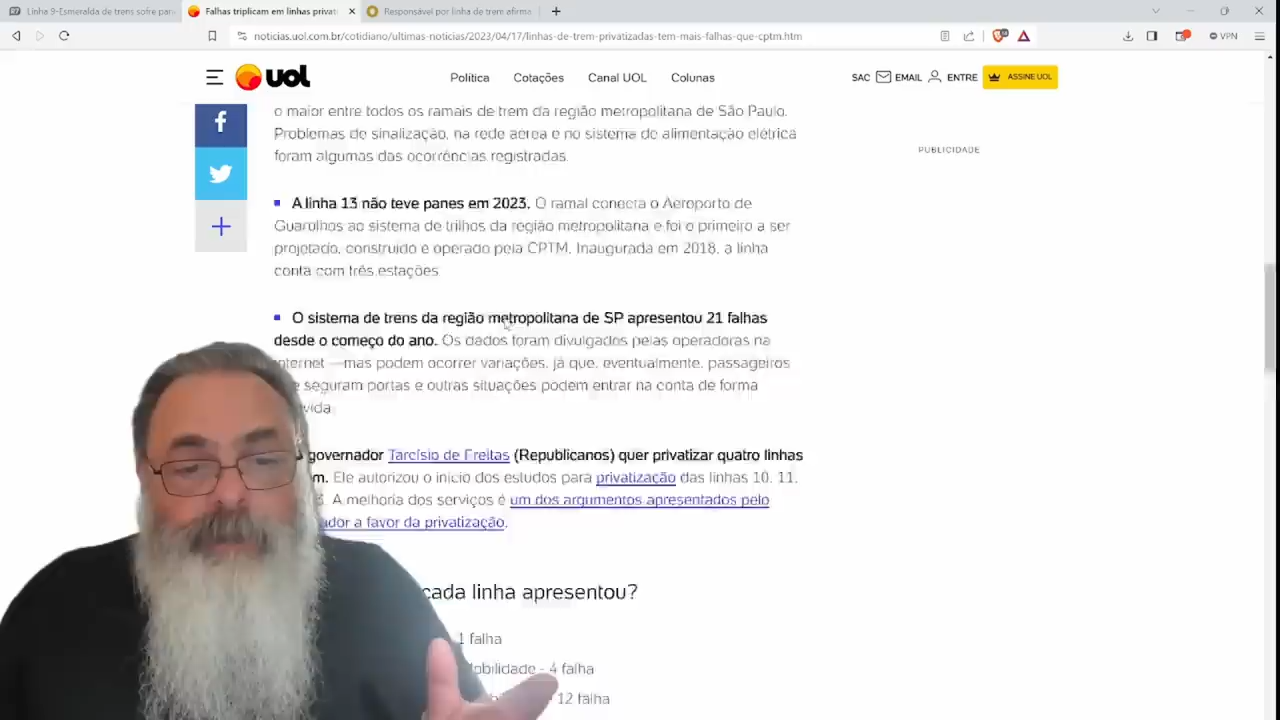 Linha 9-Esmeralda de trens sofre pan
Falhas triplicam em linhas privati
Responsável por linha de trem afirma
noticias.uol.com.br/cotidiano/ultimas-noticias/2023/04/17/linhas-de-trem-privatizadas-tem-mais-falhas-que-cptm.htm
VPN
UOL
Política Cotações Canal UOL Colunas
SAC EMAIL ENTRE ASSINE UOL
PUBLICIDADE
o maior entre todos os ramais de trem da região metropolitana de São Paulo.
Problemas de sinalização, na rede aérea e no sistema de alimentação elétrica
foram algumas das ocorrências registradas.
A linha 13 não teve panes em 2023. O ramal conecta o Aeroporto de
Guarulhos ao sistema de trilhos da região metropolitana e foi o primeiro a ser
projetado, construído e operado pela CPTM. Inaugurada em 2018, a linha
conta com três estações.
O sistema de trens da região metropolitana de SP apresentou 21 falhas
desde o começo do ano. Os dados foram divulgados pelas operadoras na
nternet —mas podem ocorrer variações, já que, eventualmente, passageiros
e seguram portas e outras situações podem entrar na conta de forma
vida.
governador Tarcísio de Freitas (Republicanos) quer privatizar quatro linhas
m. Ele autorizou o início dos estudos para privatização das linhas 10, 11,
. A melhoria dos serviços é um dos argumentos apresentados pelo
ador a favor da privatização.
cada linha apresentou?
1 falha
obilidade - 4 falha
12 falha